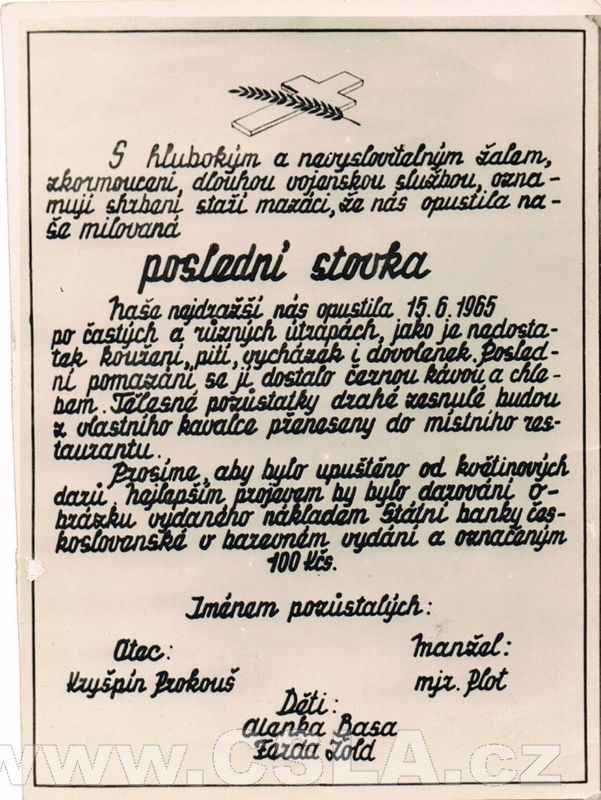 S hlubokým a nevyslovitelným žalem,
zkormouceni, dlouhou vojenskou službou, ozna-
mují shrbení staří mazáci, že nás opustila na-
še milovaná
poslední stovka
Naše nejdražší nás opustila 15.6.1965
po častých a různých útrapách, jako je nedosta-
tek kouření, pití, vycházek i dovolenek. Posled-
ní pomazání se jí dostalo černou kávou a chle-
bem. Tělesné pozůstatky drahé zesnulé budou
z vlastního kavalce přeneseny do místního res-
taurantu.
Prosíme, aby bylo upuštěno od květinových
darů. Nejlepším projevem by bylo darování o-
brázku vydaného nákladem Státní banky čes-
koslovenské v barevném vydání a označeným
100 Kčs.
Jménem pozůstalých:
Otec:
Kryšpín Prokouš
Manžel:
mjr. Plot
Děti:
Alenka Basa
Ferda Žold
www.CSLA.cz